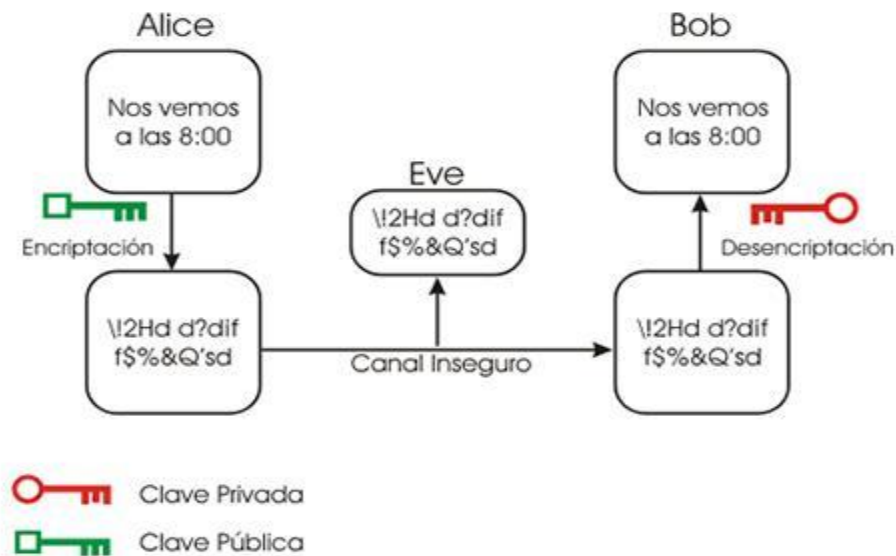 Alice
Nos vemos
a las 8:00
Encriptación
\!2Hd d?dif
f$%&Q'sd
Eve
\!2Hd d?dif
f$%&Q'sd
Canal Inseguro
Bob
Nos vemos
a las 8:00
Desencriptación
\!2Hd d?dif
f$%&Q'sd
Clave Privada
Clave Pública